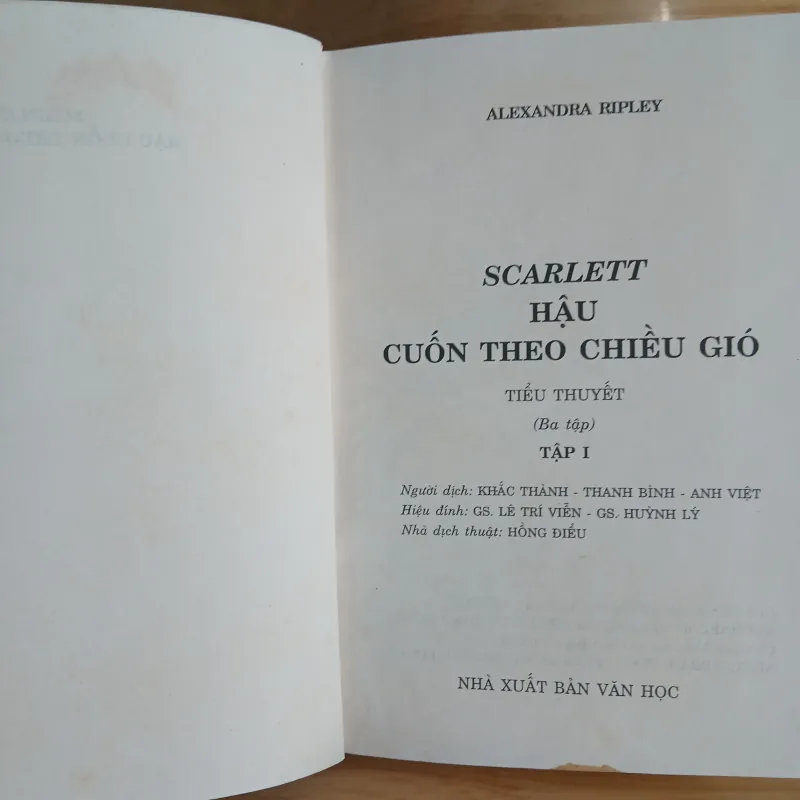 ALEXANDRA RIPLEY
SCARLETT
HẬU
CUỐN THEO CHIỀU GIÓ
TIỂU THUYẾT
(Ba tập)
TẬP I
Người dịch: KHẮC THÀNH - THANH BÌNH - ANH VIỆT
Hiệu đính: GS. LÊ TRÍ VIỄN - GS. HUỲNH LÝ
Nhà dịch thuật: HỒNG ĐIỂU
NHÀ XUẤT BẢN VĂN HỌC